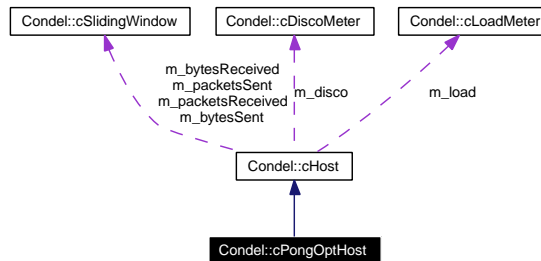 Condel::cSlidingWindow
Condel::cDiscoMeter
Condel::cLoadMeter
m_bytesReceived
m_packetsSent
m_packetsReceived
m_bytesSent
m_disco
m_load
Condel::cHost
Condel::cPongOptHost